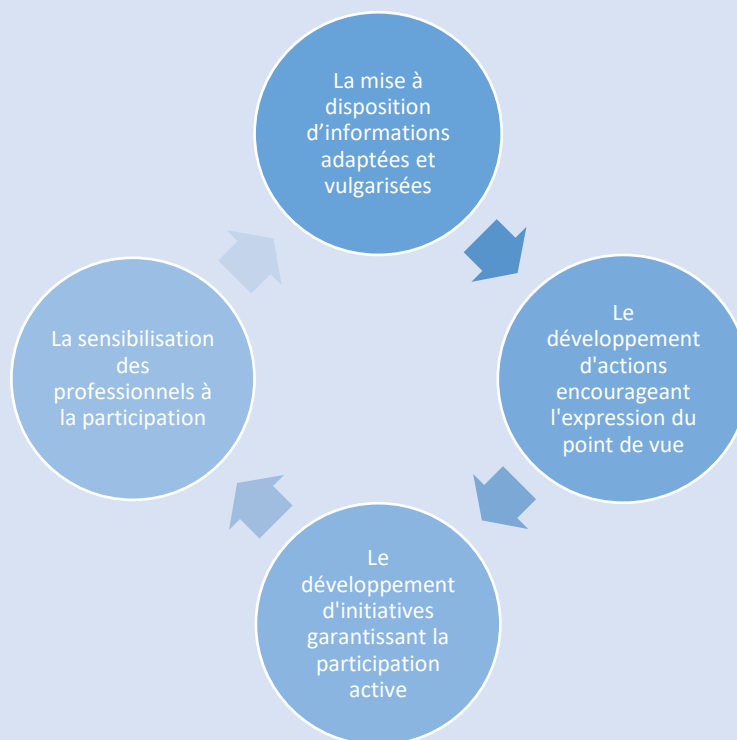 La mise à
disposition
d’informations
adaptées et
vulgarisées
Le
développement
d'actions
encourageant
l'expression du
point de vue
Le
développement
d'initiatives
garantissant la
participation
active
La sensibilisation
des
professionnels à
la participation